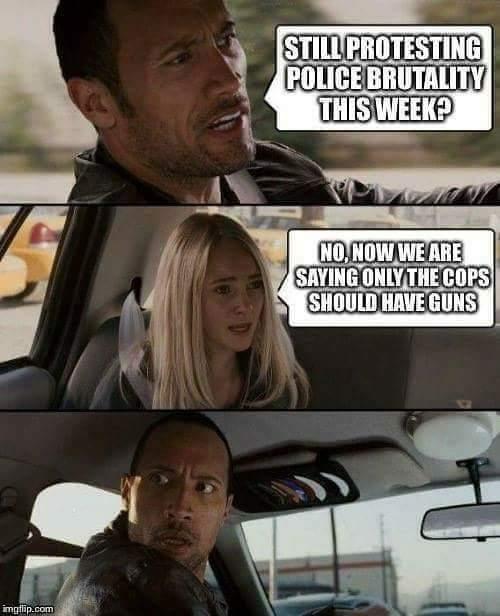 STILL PROTESTING
POLICE BRUTALITY
THIS WEEK?
NO, NOW WE ARE
SAYING ONLY THE COPS
SHOULD HAVE GUNS
imgflip.com